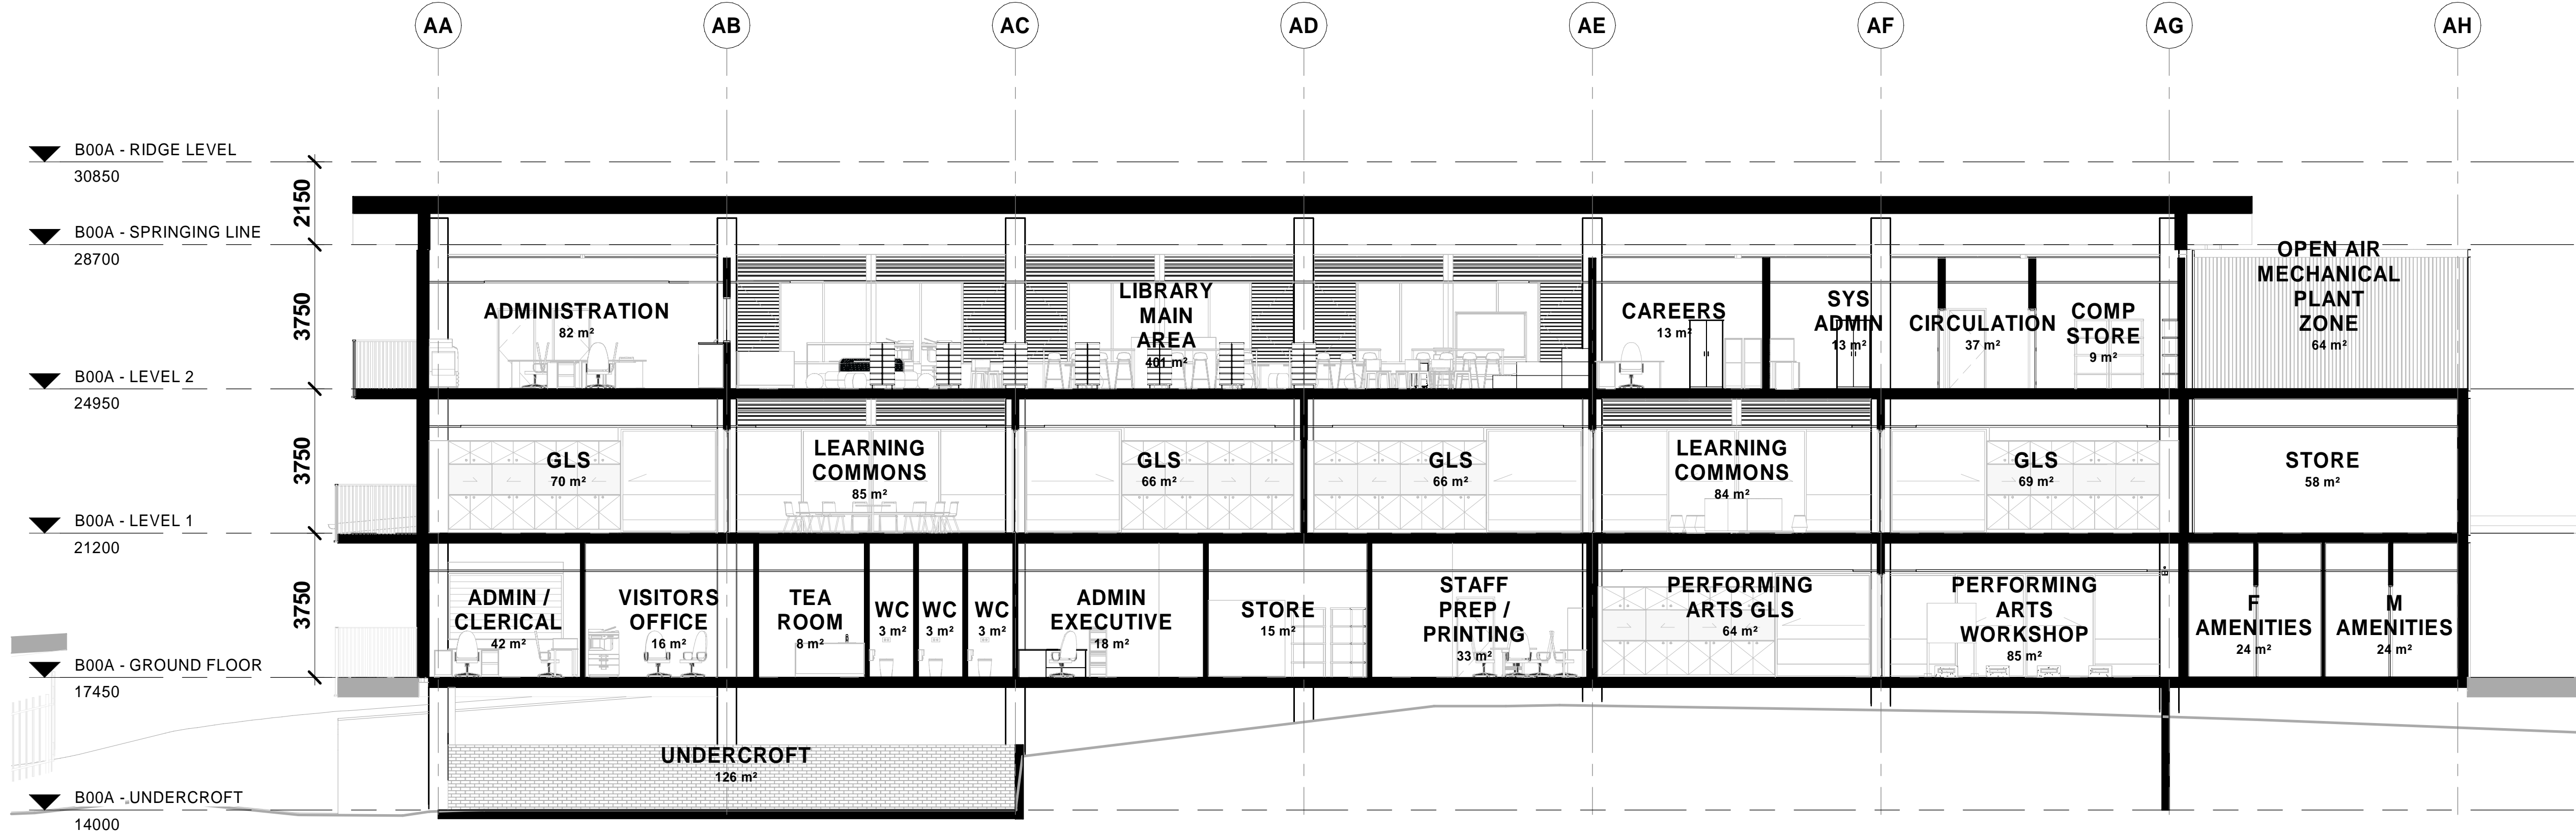 AA
AB
AC
AD
AE
AF
AG
AH
B00A - RIDGE LEVEL
30850
2150
B00A - SPRINGING LINE
28700
3750
B00A - LEVEL 2
24950
3750
B00A - LEVEL 1
21200
3750
B00A - GROUND FLOOR
17450
B00A - UNDERCROFT
14000
ADMINISTRATION
82 m²
LIBRARY
MAIN
AREA
401 m²
CAREERS
13 m²
SYS
ADMIN
13 m²
CIRCULATION
37 m²
COMP
STORE
9 m²
OPEN AIR
MECHANICAL
PLANT
ZONE
64 m²
GLS
70 m²
LEARNING
COMMONS
85 m²
GLS
66 m²
GLS
66 m²
LEARNING
COMMONS
84 m²
GLS
69 m²
STORE
58 m²
ADMIN /
CLERICAL
42 m²
VISITORS
OFFICE
16 m²
TEA
ROOM
8 m²
WC
3 m²
WC
3 m²
WC
3 m²
ADMIN
EXECUTIVE
18 m²
STORE
15 m²
STAFF
PREP /
PRINTING
33 m²
PERFORMING
ARTS GLS
64 m²
PERFORMING
ARTS
WORKSHOP
85 m²
F
AMENITIES
24 m²
M
AMENITIES
24 m²
UNDERCROFT
126 m²